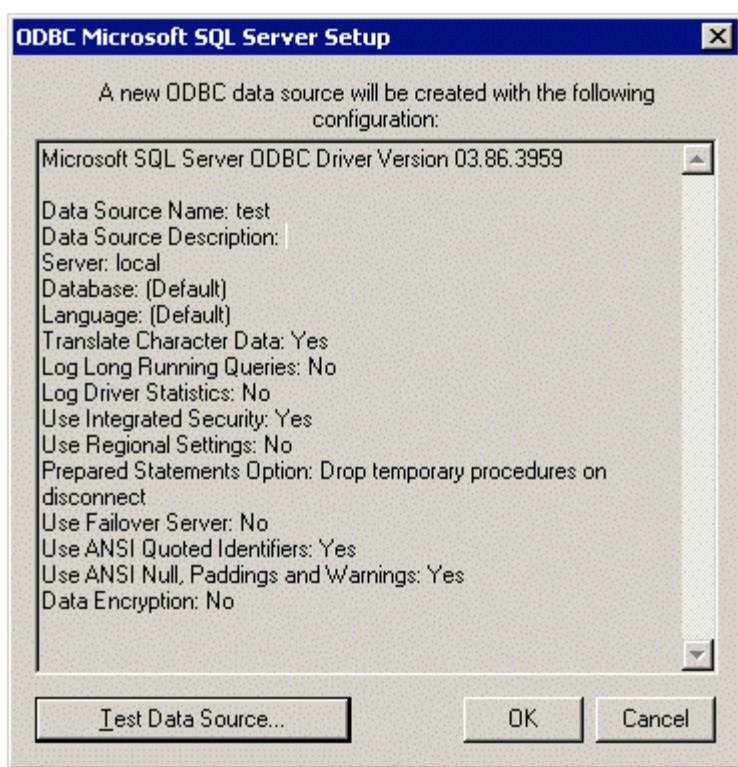 ODBC Microsoft SQL Server Setup
A new ODBC data source will be created with the following
configuration:
Microsoft SQL Server ODBC Driver Version 03.86.3959
Data Source Name: test
Data Source Description:
Server: local
Database: (Default)
Language: (Default)
Translate Character Data: Yes
Log Long Running Queries: No
Log Driver Statistics: No
Use Integrated Security: Yes
Use Regional Settings: No
Prepared Statements Option: Drop temporary procedures on
disconnect
Use Failover Server: No
Use ANSI Quoted Identifiers: Yes
Use ANSI Null, Paddings and Warnings: Yes
Data Encryption: No
Test Data Source... OK Cancel